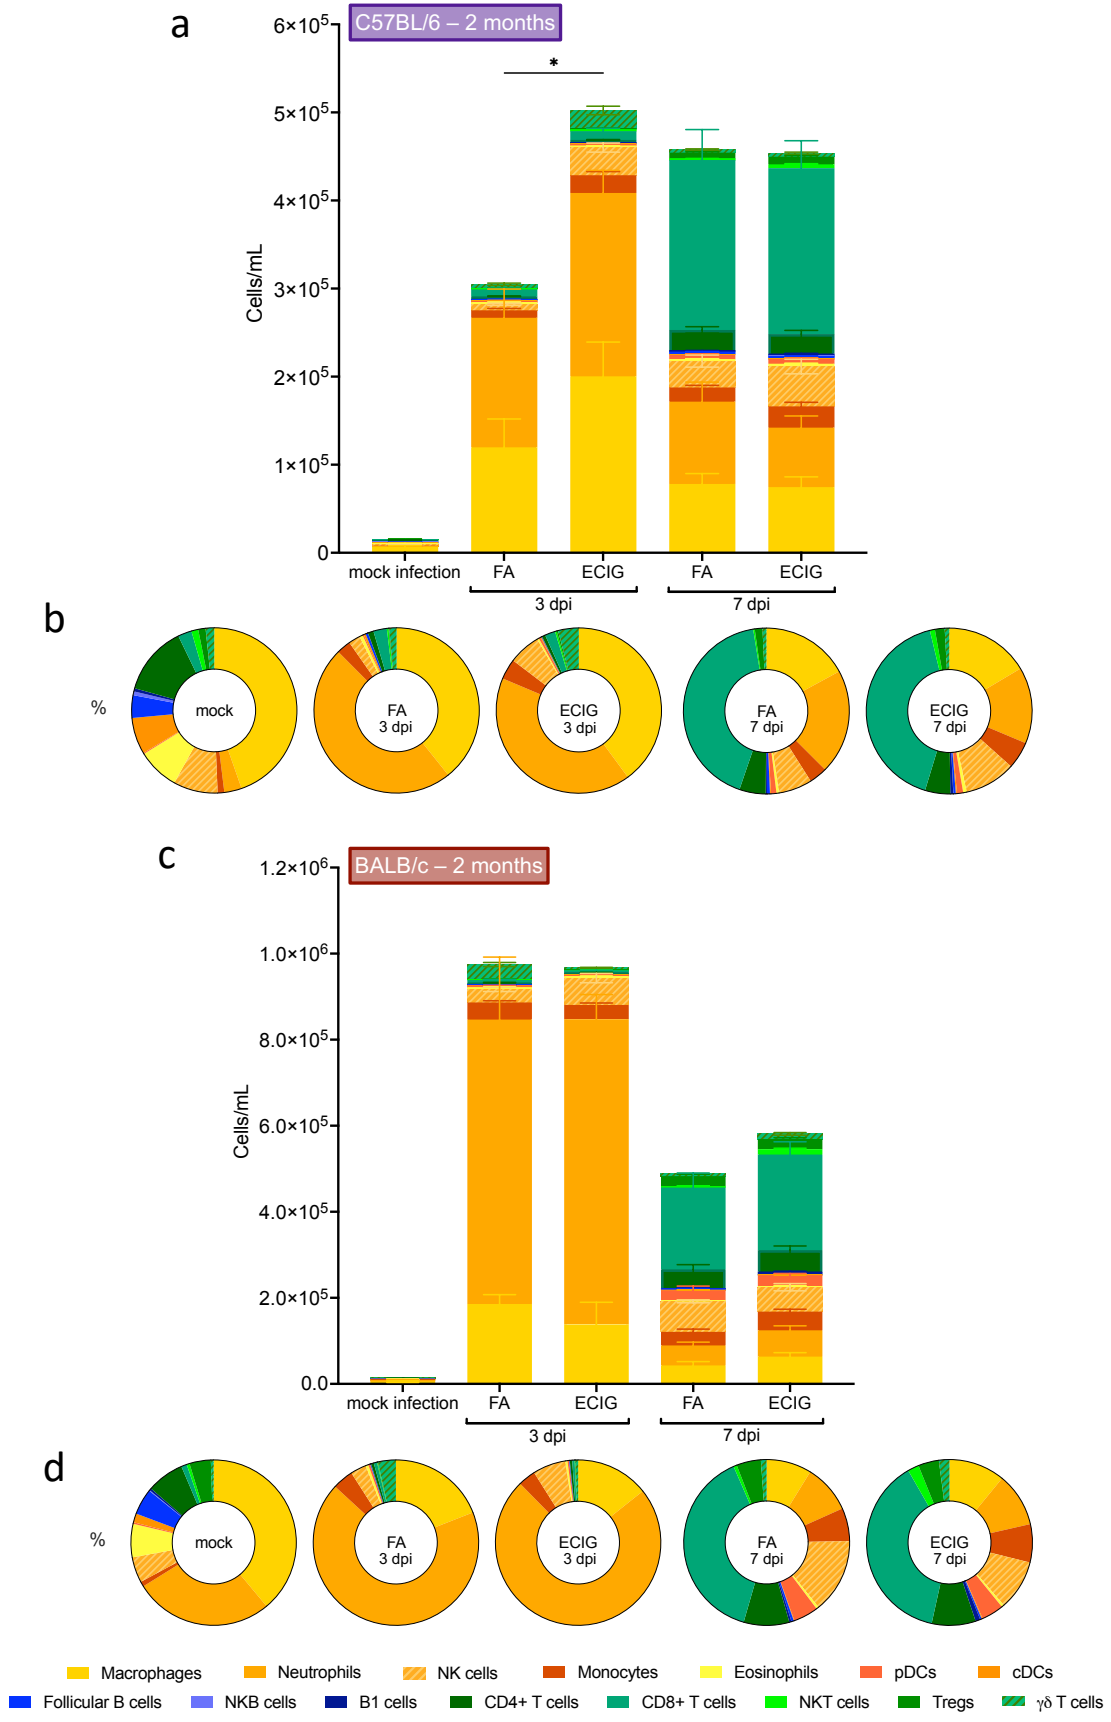 a
C57BL/6 – 2 months
6×10⁵
*
5×10⁵
4×10⁵
3×10⁵
2×10⁵
1×10⁵
0
Cells/mL
mock infection FA ECIG FA ECIG
3 dpi 7 dpi
b
%
mock
FA
3 dpi
ECIG
3 dpi
FA
7 dpi
ECIG
7 dpi
c
BALB/c – 2 months
1.2×10⁶
1.0×10⁶
8.0×10⁵
6.0×10⁵
4.0×10⁵
2.0×10⁵
0.0
Cells/mL
mock infection FA ECIG FA ECIG
3 dpi 7 dpi
d
%
mock
FA
3 dpi
ECIG
3 dpi
FA
7 dpi
ECIG
7 dpi
Macrophages Neutrophils NK cells Monocytes Eosinophils pDCs cDCs
Follicular B cells NKB cells B1 cells CD4+ T cells CD8+ T cells NKT cells Tregs γδ T cells